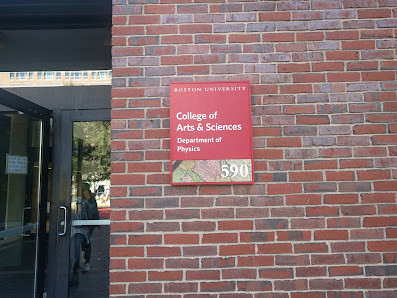 BOSTON UNIVERSITY
College of
Arts & Sciences
Department of
Physics
590